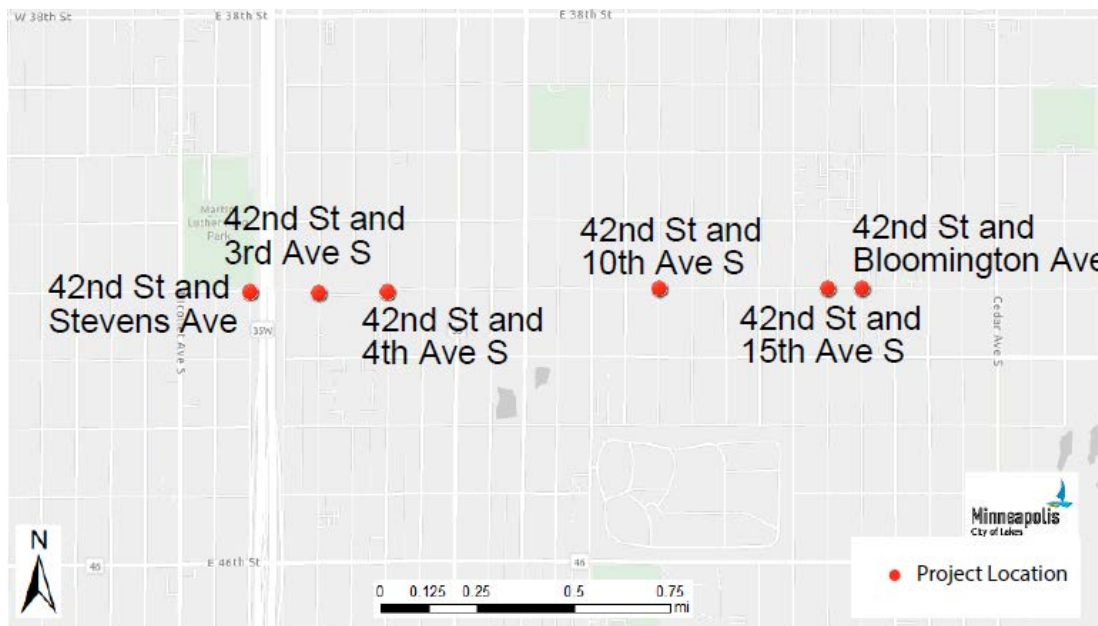 W 38th St
E 38th St
E 38th St
42nd St and
3rd Ave S
42nd St and
10th Ave S
42nd St and
Bloomington Ave
Park
42nd St and
Stevens Ave
42nd St and
4th Ave S
42nd St and
15th Ave S
35W
Ave S
Cedar Ave S
46
E 46th St
46
N
0 0.125 0.25 0.5 0.75
mi
Minneapolis
City of Lakes
Project Location